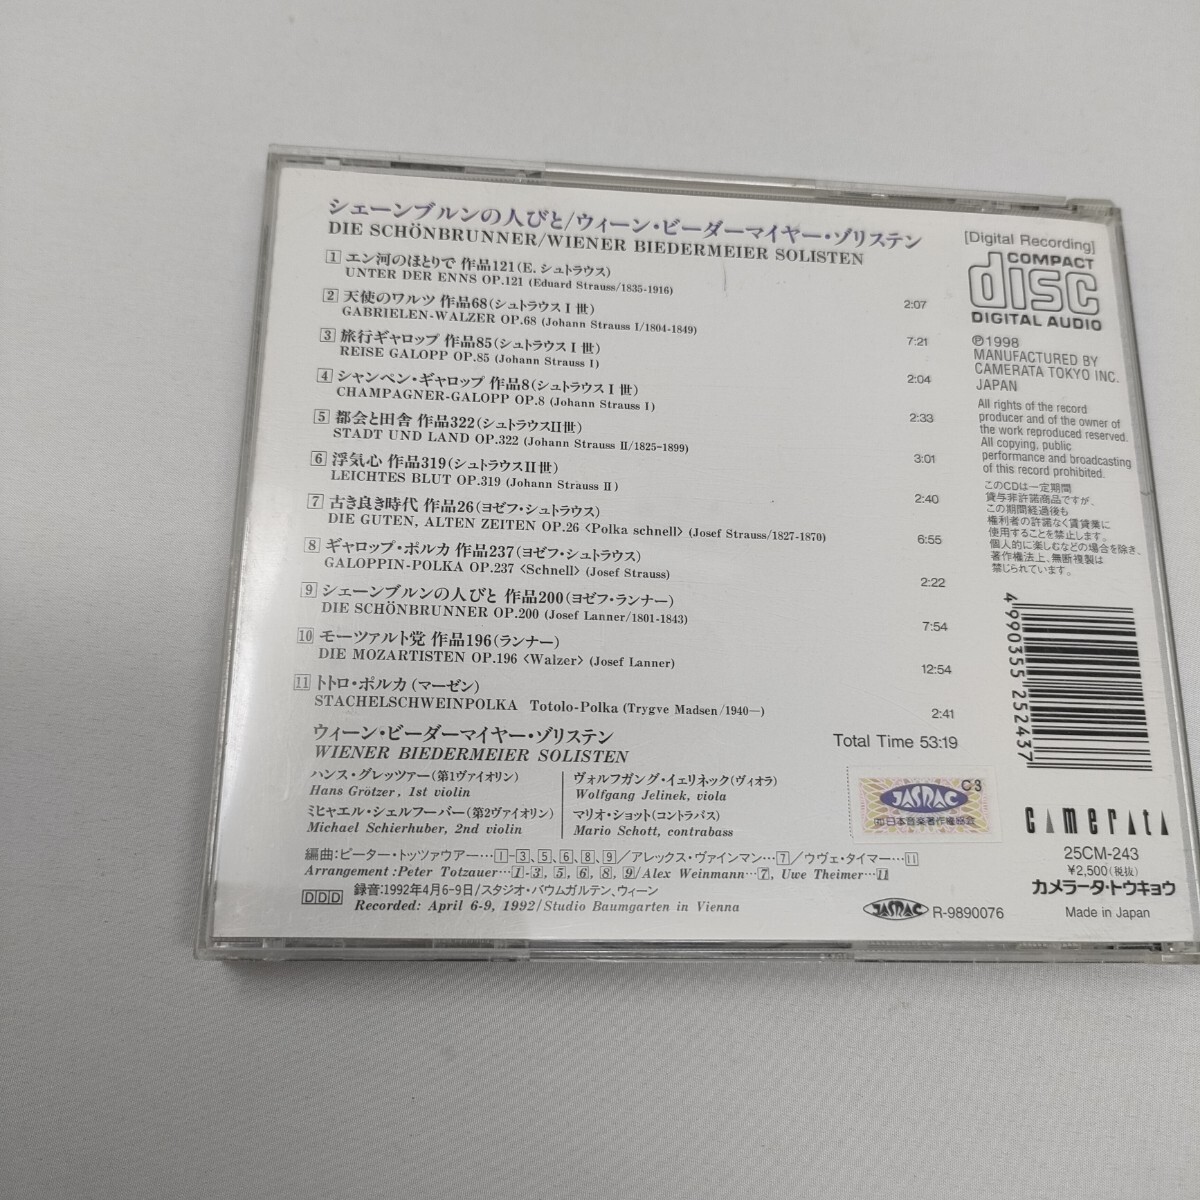 シェーンブルンの人びと/ウィーン・ビーダーマイヤー・ゾリステン
DIE SCHÖNBRUNNER/WIENER BIEDERMEIER SOLISTEN
1 エン河のほとりで 作品121(E. シュトラウス)
UNTER DER ENNS OP.121 (Eduard Strauss/1835-1916)
2:07
2 天使のワルツ 作品68(シュトラウスI世)
GABRIELEN-WALZER OP.68 (Johann Strauss I/1804-1849)
7:21
3 旅行ギャロップ 作品85(シュトラウスI世)
REISE GALOPP OP.85 (Johann Strauss I)
2:04
4 シャンペン・ギャロップ 作品8(シュトラウスI世)
CHAMPAGNER-GALOPP OP.8 (Johann Strauss I)
2:33
5 都会と田舎 作品322(シュトラウスII世)
STADT UND LAND OP.322 (Johann Strauss II/1825-1899)
3:01
6 浮気心 作品319(シュトラウスII世)
LEICHTES BLUT OP.319 (Johann Strauss II)
2:40
7 古き良き時代 作品26(ヨゼフ・シュトラウス)
DIE GUTEN, ALTEN ZEITEN OP.26 〈Polka schnell〉 (Josef Strauss/1827-1870)
6:55
8 ギャロップ・ポルカ 作品237(ヨゼフ・シュトラウス)
GALOPPIN-POLKA OP.237 〈Schnell〉 (Josef Strauss)
2:22
9 シェーンブルンの人びと 作品200(ヨゼフ・ランナー)
DIE SCHÖNBRUNNER OP.200 (Josef Lanner/1801-1843)
7:54
10 モーツァルト党 作品196(ランナー)
DIE MOZARTISTEN OP.196 〈Walzer〉 (Josef Lanner)
12:54
11 トトロ・ポルカ(マーゼン)
STACHELSCHWEINPOLKA Totolo-Polka (Trygve Madsen/1940—)
2:41
Total Time 53:19
ウィーン・ビーダーマイヤー・ゾリステン
WIENER BIEDERMEIER SOLISTEN
ハンス・グレッツァー(第1ヴァイオリン)
Hans Grötzer, 1st violin
ミヒャエル・シェルフーバー(第2ヴァイオリン)
Michael Schierhuber, 2nd violin
ヴォルフガング・イェリネック(ヴィオラ)
Wolfgang Jelinek, viola
マリオ・ショット(コントラバス)
Mario Schott, contrabass
編曲:ピーター・トッツァウアー…1-3、5、6、8、9/アレックス・ヴァインマン…7/ウヴェ・タイマー…11
Arrangement:Peter Totzauer…1-3, 5, 6, 8, 9/Alex Weinmann…7, Uwe Theimer…11
DDD 録音:1992年4月6-9日/スタジオ・バウムガルテン、ウィーン
Recorded: April 6-9, 1992/Studio Baumgarten in Vienna
[Digital Recording]
COMPACT
disc
DIGITAL AUDIO
Ⓟ1998
MANUFACTURED BY
CAMERATA TOKYO INC.
JAPAN
All rights of the record
producer and of the owner of
the work reproduced reserved.
All copying, public
performance and broadcasting
of this record prohibited.
このCDは一定期間
貸与非許諾商品ですが、
この期間経過後も
権利者の許諾なく賃貸業に
使用することを禁止します。
個人的に楽しむなどの場合を除き、
著作権法上、無断複製は
禁じられています。
4 990355 252437
C3
JASRAC
(社)日本音楽著作権協会
camerata
25CM-243
¥2,500(税抜)
カメラータ・トウキョウ
Made in Japan
JASRAC R-9890076